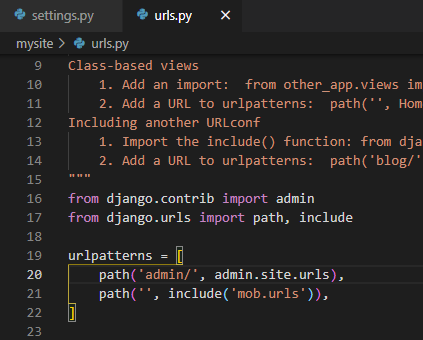 settings.py urls.py
mysite > urls.py
9 Class-based views
10     1. Add an import:  from other_app.views im
11     2. Add a URL to urlpatterns:  path('', Hom
12 Including another URLconf
13     1. Import the include() function: from dja
14     2. Add a URL to urlpatterns:  path('blog/'
15 """
16 from django.contrib import admin
17 from django.urls import path, include
18
19 urlpatterns = [
20     path('admin/', admin.site.urls),
21     path('', include('mob.urls')),
22 ]
23